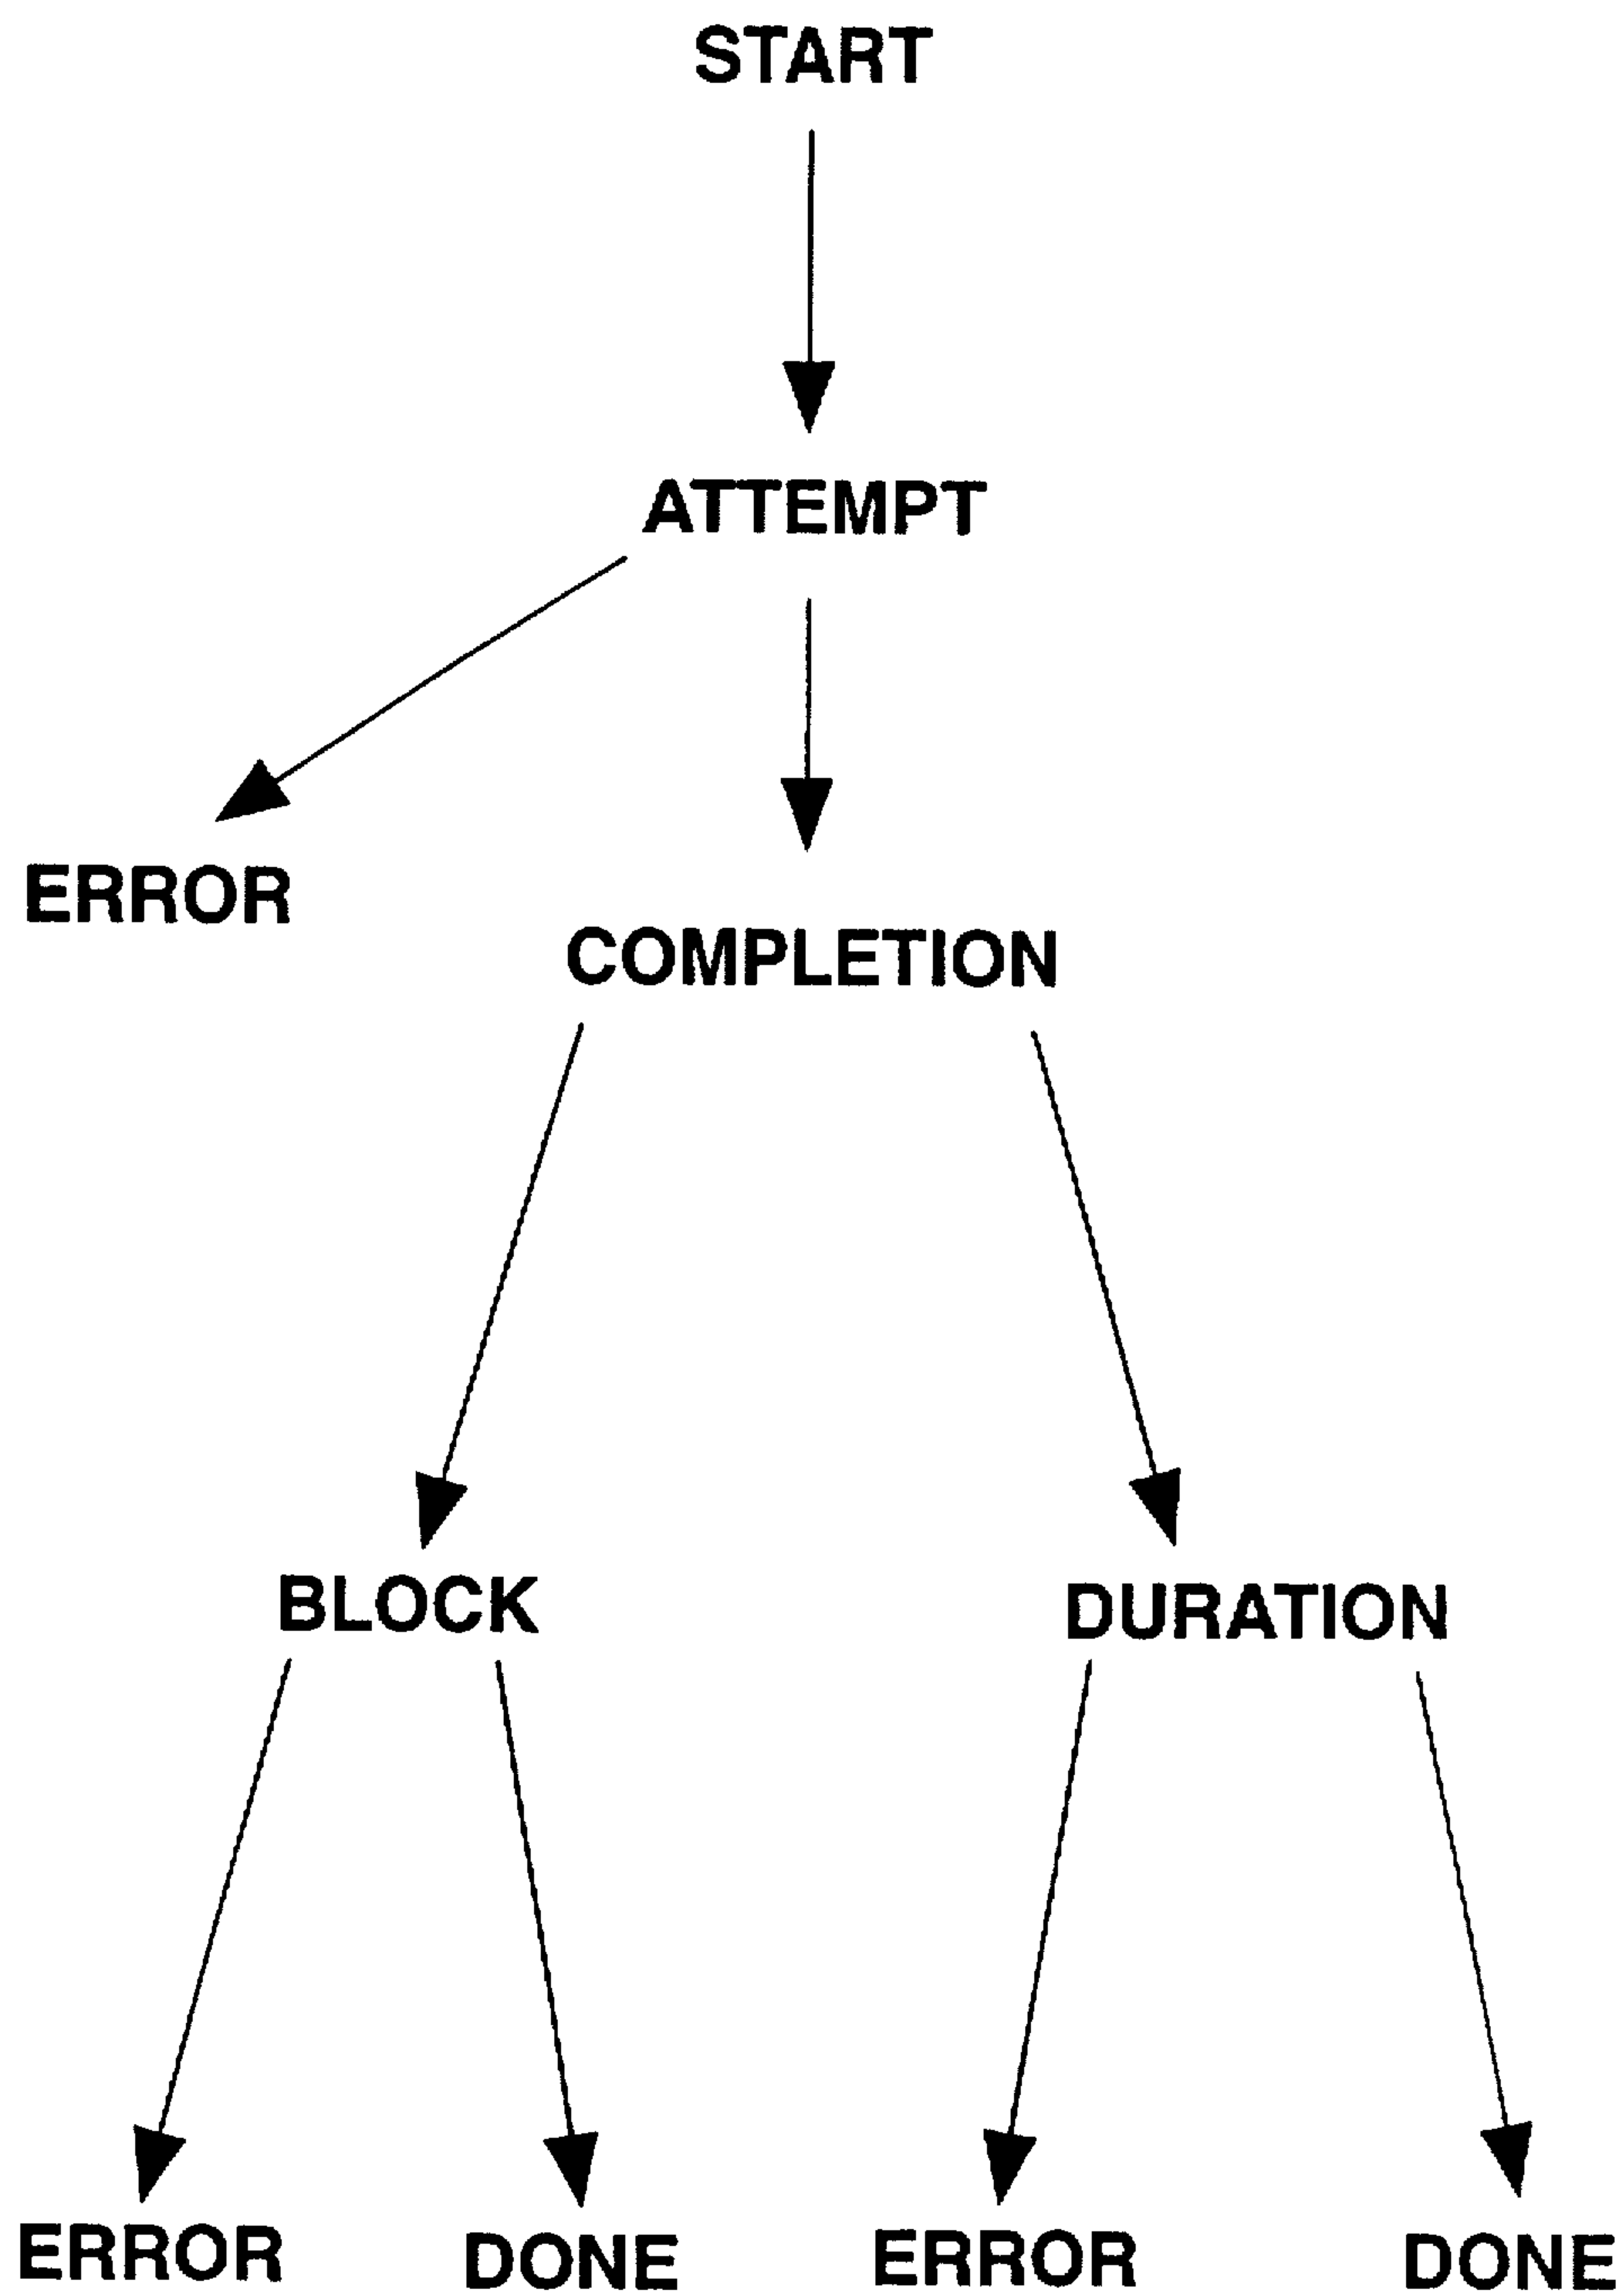 START
ATTEMPT
ERROR
COMPLETION
BLOCK DURATION
ERROR DONE ERROR DONE